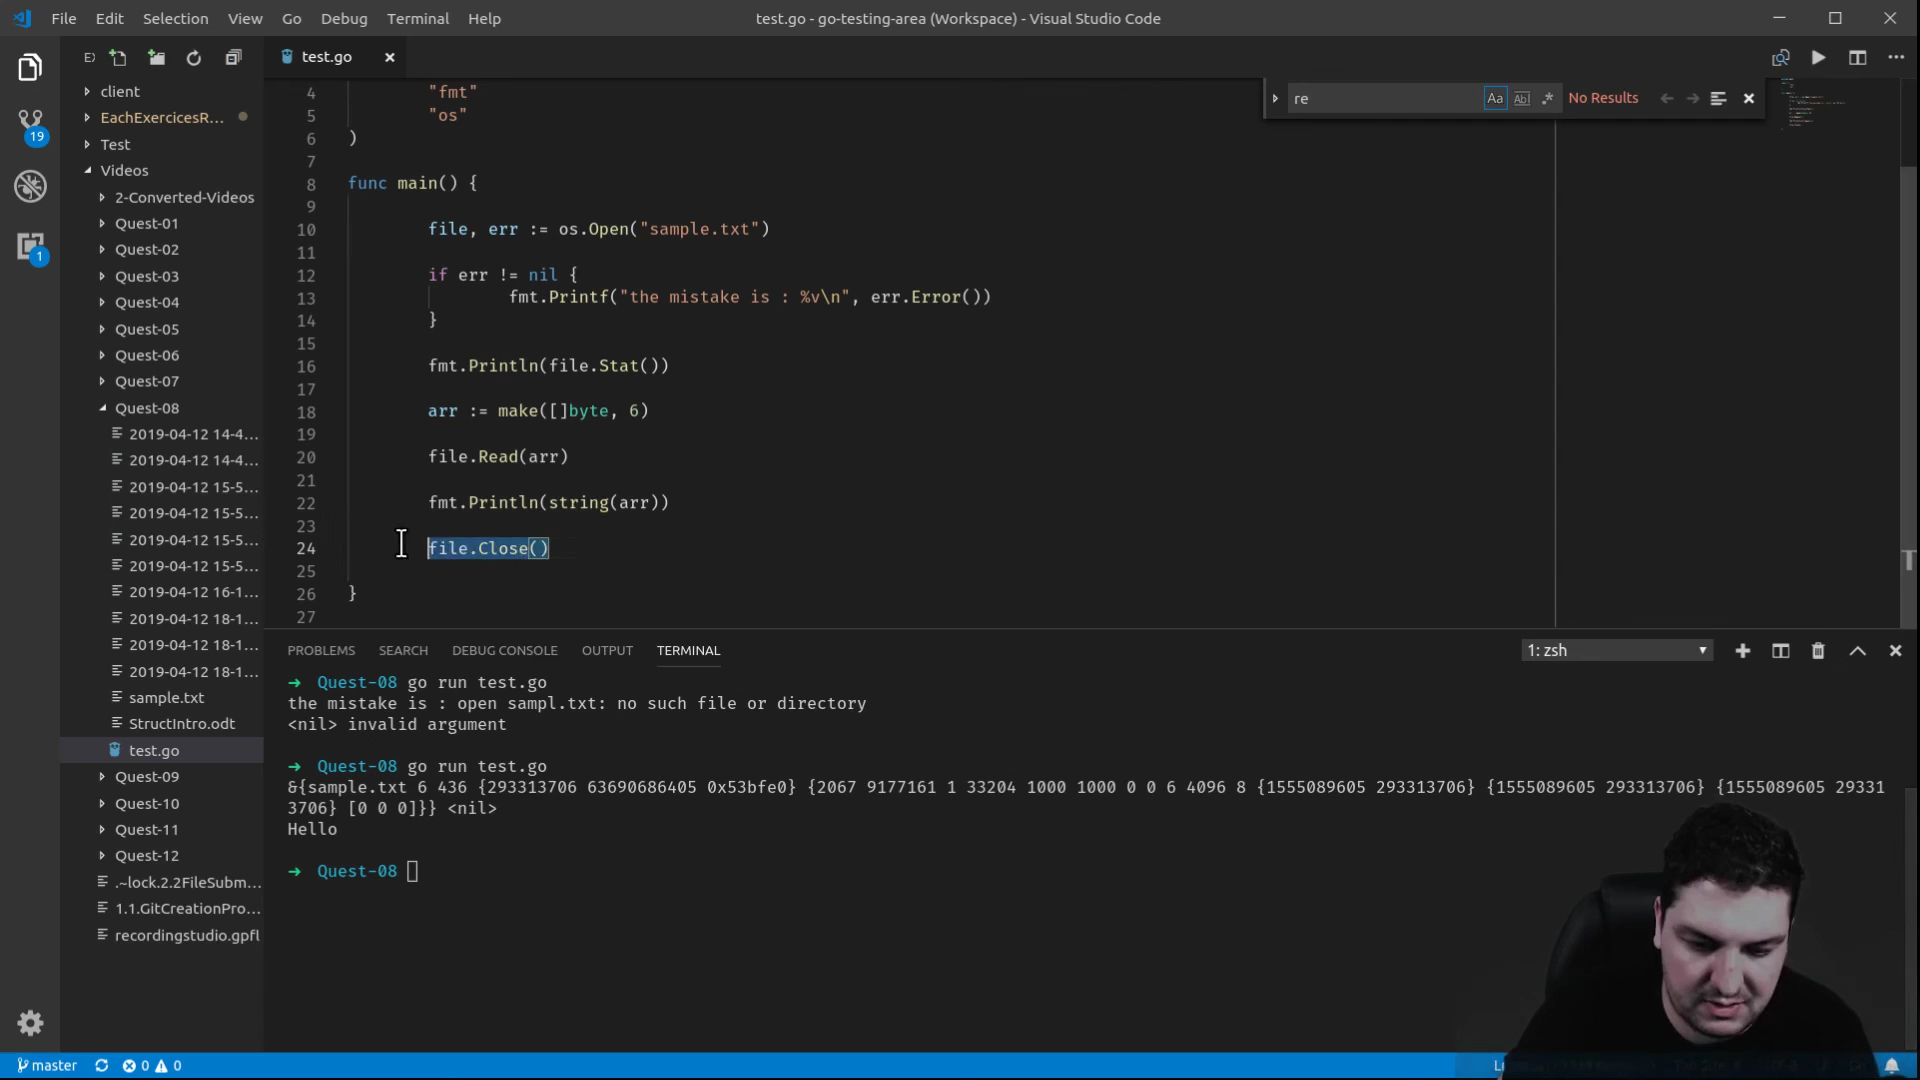 File Edit Selection View Go Debug Terminal Help
test.go - go-testing-area (Workspace) - Visual Studio Code
test.go
re
Aa
No Results
client
EachExercicesR...
Test
Videos
2-Converted-Videos
Quest-01
Quest-02
Quest-03
Quest-04
Quest-05
Quest-06
Quest-07
Quest-08
2019-04-12 14-4...
2019-04-12 14-4...
2019-04-12 15-5...
2019-04-12 15-5...
2019-04-12 15-5...
2019-04-12 15-5...
2019-04-12 16-1...
2019-04-12 18-1...
2019-04-12 18-1...
2019-04-12 18-1...
sample.txt
StructIntro.odt
test.go
Quest-09
Quest-10
Quest-11
Quest-12
.~lock.2.2FileSubm...
1.1.GitCreationPro...
recordingstudio.gpfl
19
1
4 "fmt"
5 "os"
6 )
7
8 func main() {
9
10 file, err := os.Open("sample.txt")
11
12 if err != nil {
13 fmt.Printf("the mistake is : %v\n", err.Error())
14 }
15
16 fmt.Println(file.Stat())
17
18 arr := make([]byte, 6)
19
20 file.Read(arr)
21
22 fmt.Println(string(arr))
23
24 file.Close()
25
26 }
27
PROBLEMS SEARCH DEBUG CONSOLE OUTPUT TERMINAL
1: zsh
→ Quest-08 go run test.go
the mistake is : open sampl.txt: no such file or directory
<nil> invalid argument
→ Quest-08 go run test.go
&{sample.txt 6 436 {293313706 63690686405 0x53bfe0} {2067 9177161 1 33204 1000 1000 0 0 6 4096 8 {1555089605 293313706} {1555089605 293313706} {1555089605 29331
3706} [0 0 0]}} <nil>
Hello
→ Quest-08
master 0 0